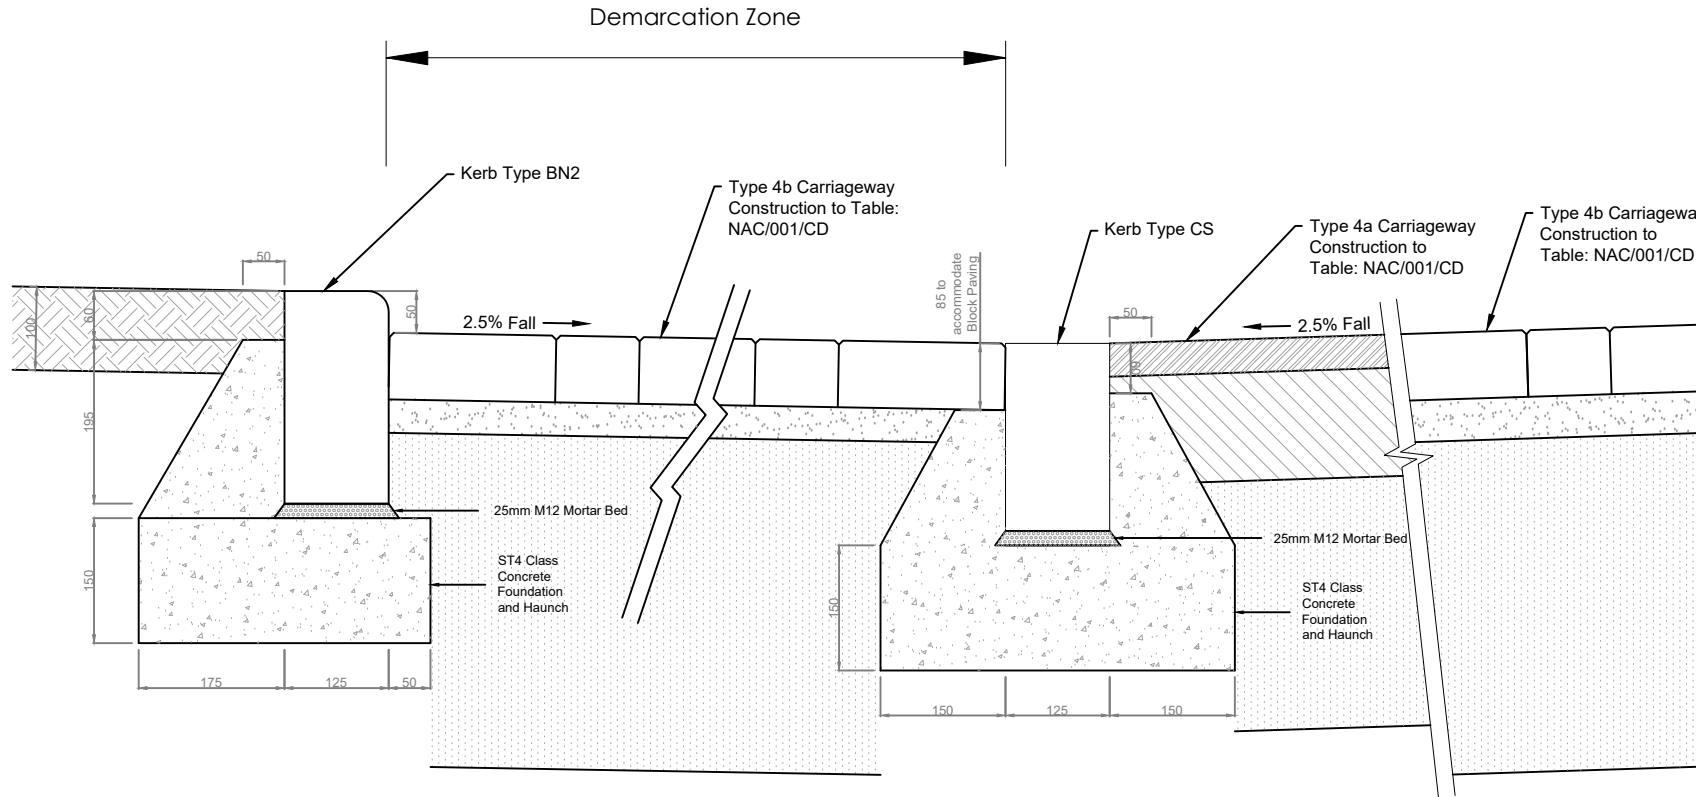 Demarcation Zone
Kerb Type BN2
Type 4b Carriageway
Construction to Table:
NAC/001/CD
Kerb Type CS
Type 4a Carriageway
Construction to
Table: NAC/001/CD
Type 4b Carriagewa
Construction to
Table: NAC/001/CD
50
100
60
50
2.5% Fall
85 to
accommodate
Block Paving
50
2.5% Fall
60
195
25mm M12 Mortar Bed
25mm M12 Mortar Bed
150
ST4 Class
Concrete
Foundation
and Haunch
150
ST4 Class
Concrete
Foundation
and Haunch
175
125
50
150
125
150